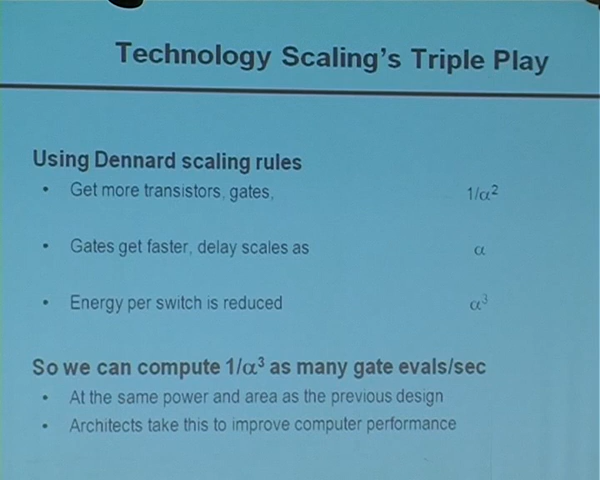 Technology Scaling's Triple Play
Using Dennard scaling rules
• Get more transistors, gates, 1/α²
• Gates get faster, delay scales as α
• Energy per switch is reduced α³
So we can compute 1/α³ as many gate evals/sec
• At the same power and area as the previous design
• Architects take this to improve computer performance